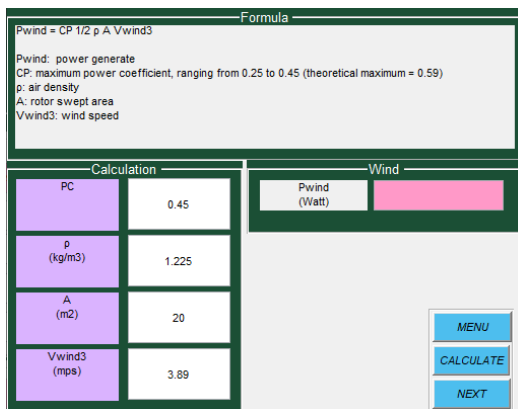 Formula
Pwind = CP 1/2 ρ A Vwind3
Pwind: power generate
CP: maximum power coefficient, ranging from 0.25 to 0.45 (theoretical maximum = 0.59)
ρ: air density
A: rotor swept area
Vwind3: wind speed
Calculation
PC
0.45
ρ
(kg/m3)
1.225
A
(m2)
20
Vwind3
(mps)
3.89
Wind
Pwind
(Watt)
MENU
CALCULATE
NEXT